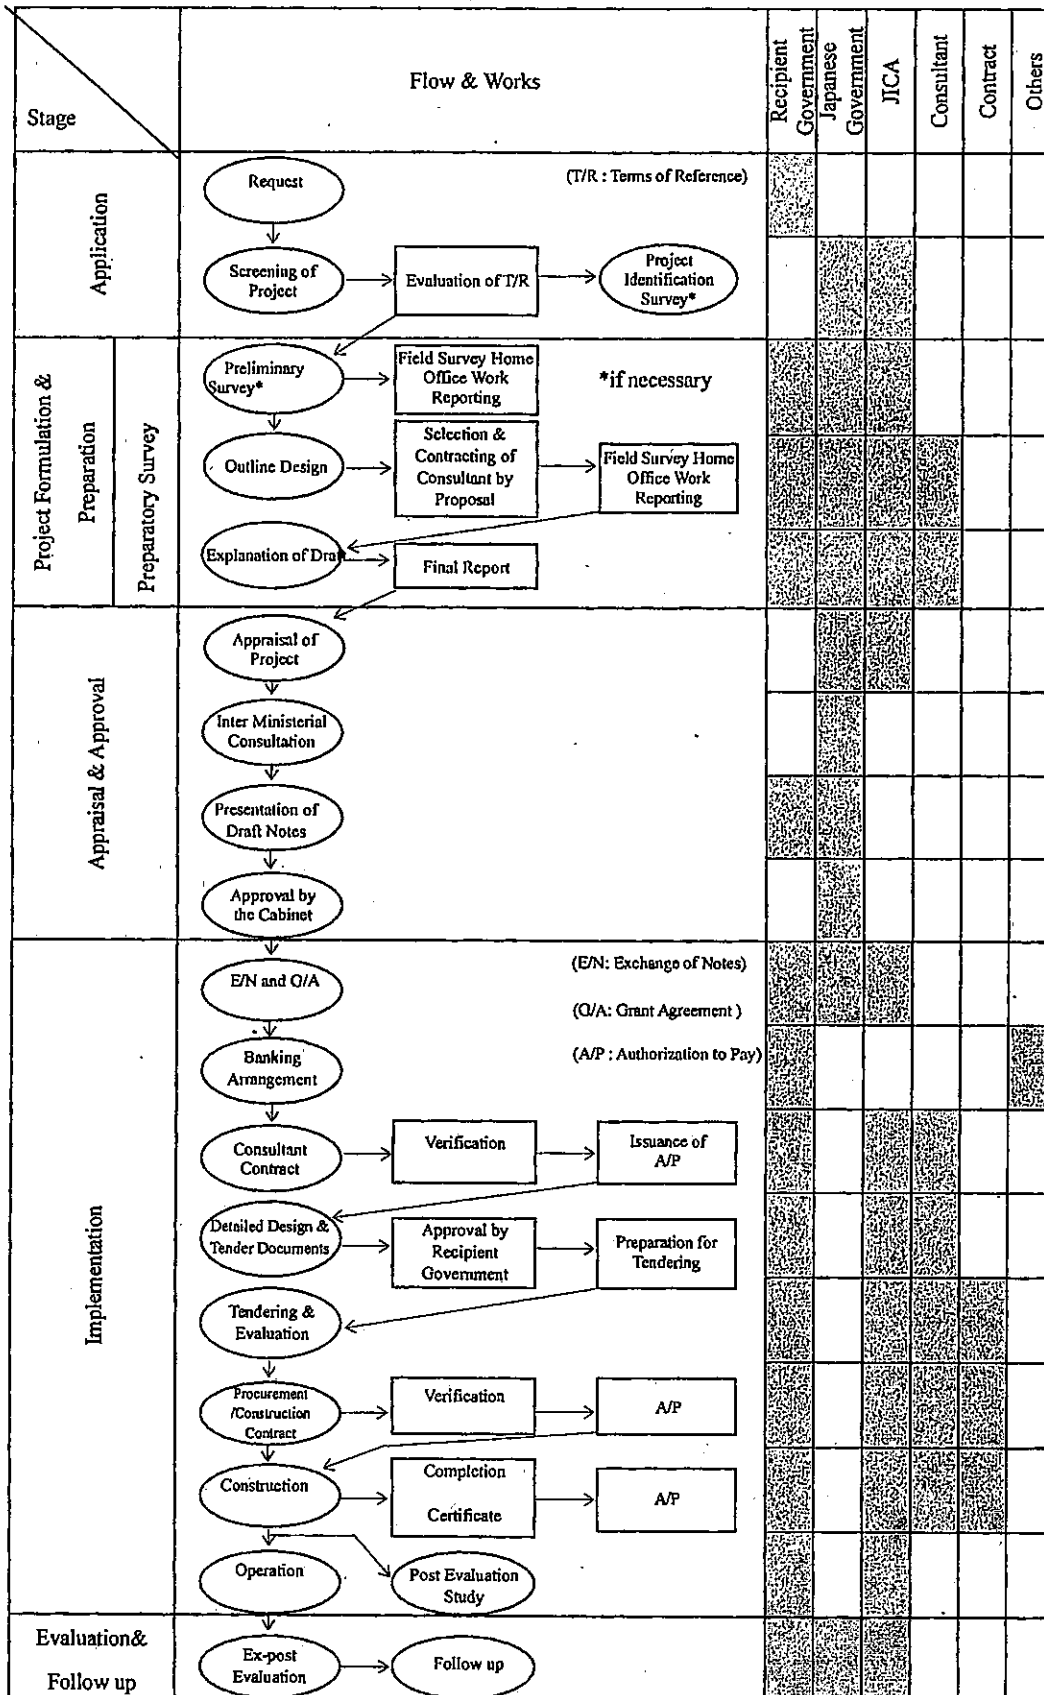 Stage
Flow & Works
Recipient
Government
Japanese
Government
JICA
Consultant
Contract
Others
Application
Request
(T/R : Terms of Reference)
Screening of
Project
Evaluation of T/R
Project
Identification
Survey*
Project Formulation &
Preparation
Preparatory Survey
Preliminary
Survey*
Field Survey Home
Office Work
Reporting
*if necessary
Outline Design
Selection &
Contracting of
Consultant by
Proposal
Field Survey Home
Office Work
Reporting
Explanation of Draft
Final Report
Appraisal & Approval
Appraisal of
Project
Inter Ministerial
Consultation
Presentation of
Draft Notes
Approval by
the Cabinet
Implementation
E/N and G/A
(E/N: Exchange of Notes)
(G/A: Grant Agreement )
Banking
Arrangement
(A/P : Authorization to Pay)
Consultant
Contract
Verification
Issuance of
A/P
Detailed Design &
Tender Documents
Approval by
Recipient
Government
Preparation for
Tendering
Tendering &
Evaluation
Procurement
/Construction
Contract
Verification
A/P
Construction
Completion
Certificate
A/P
Operation
Post Evaluation
Study
Evaluation&
Follow up
Ex-post
Evaluation
Follow up